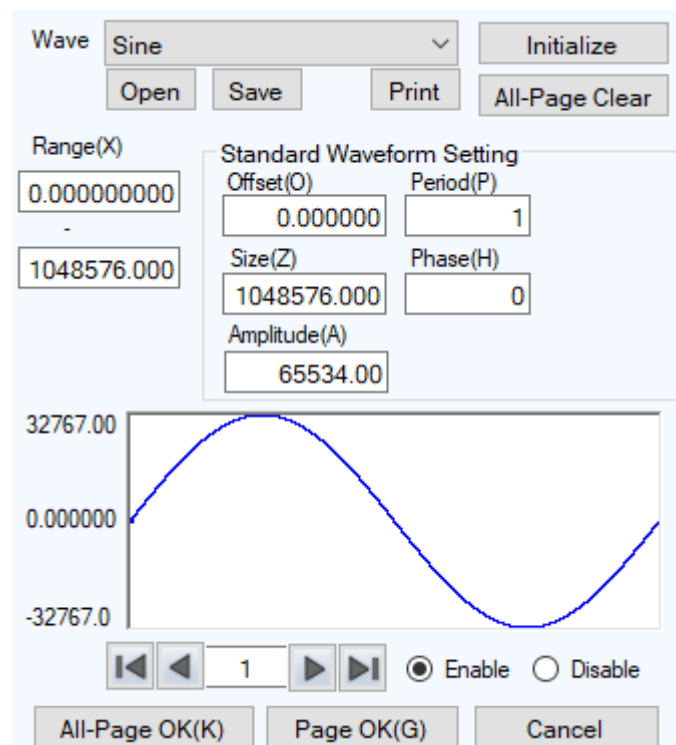 Wave Sine Initialize
Open Save Print All-Page Clear
Range(X)
0.000000000
-
1048576.000
Standard Waveform Setting
Offset(O) Period(P)
0.000000 1
Size(Z) Phase(H)
1048576.000 0
Amplitude(A)
65534.00
32767.00
0.000000
-32767.0
1 Enable Disable
All-Page OK(K) Page OK(G) Cancel